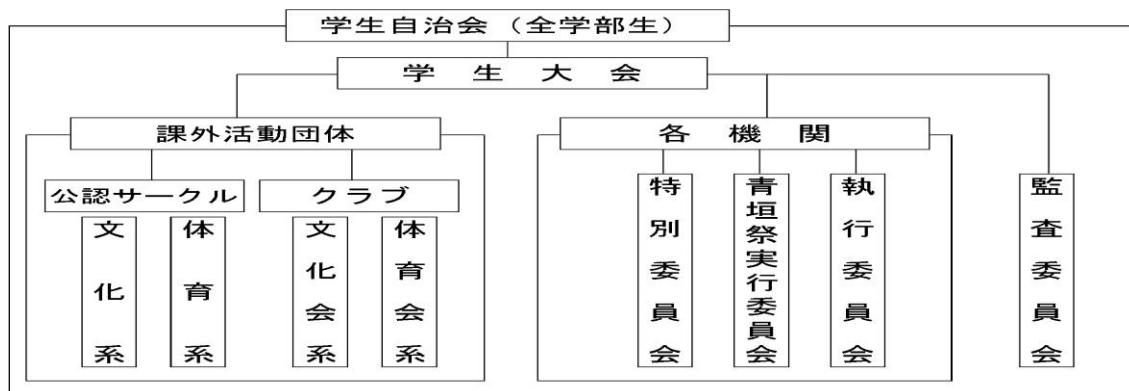 学生自治会（全学部生）
学生大会
課外活動団体
各機関
公認サークル
クラブ
文化系
体育系
文化会系
体育会系
特別委員会
青垣祭実行委員会
執行委員会
監査委員会